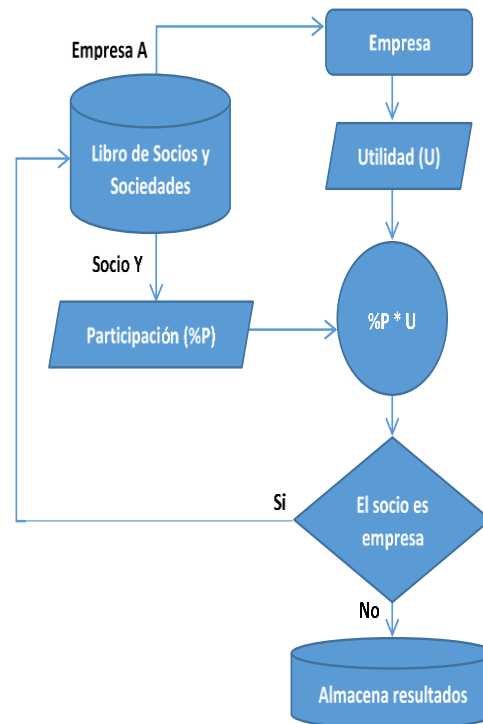 Empresa A
Empresa
Libro de Socios y
Sociedades
Utilidad (U)
Socio Y
Participación (%P)
%P * U
Si
El socio es
empresa
No
Almacena resultados